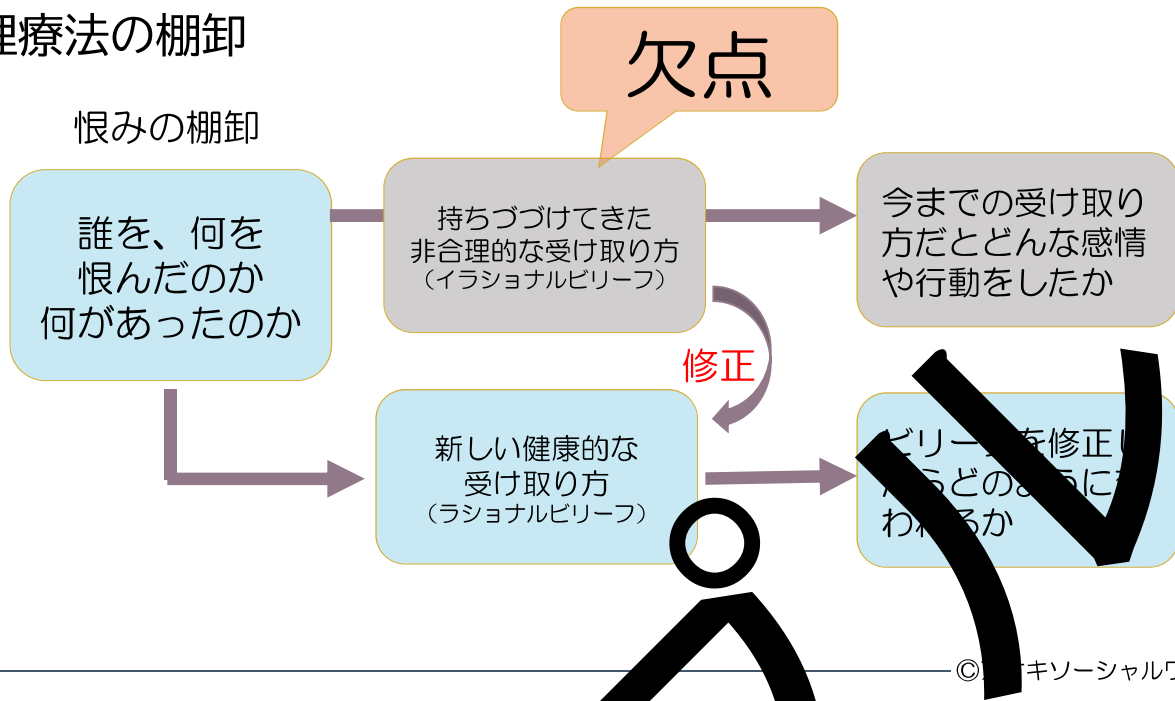 理療法の棚卸
欠点
恨みの棚卸
誰を、何を
恨んだのか
何があったのか
持ちづづけてきた
非合理的な受け取り方
（イラショナルビリーフ）
今までの受け取り
方だとどんな感情
や行動をしたか
修正
新しい健康的な
受け取り方
（ラショナルビリーフ）
を修正
どの
るか
©
キソーシャルワ